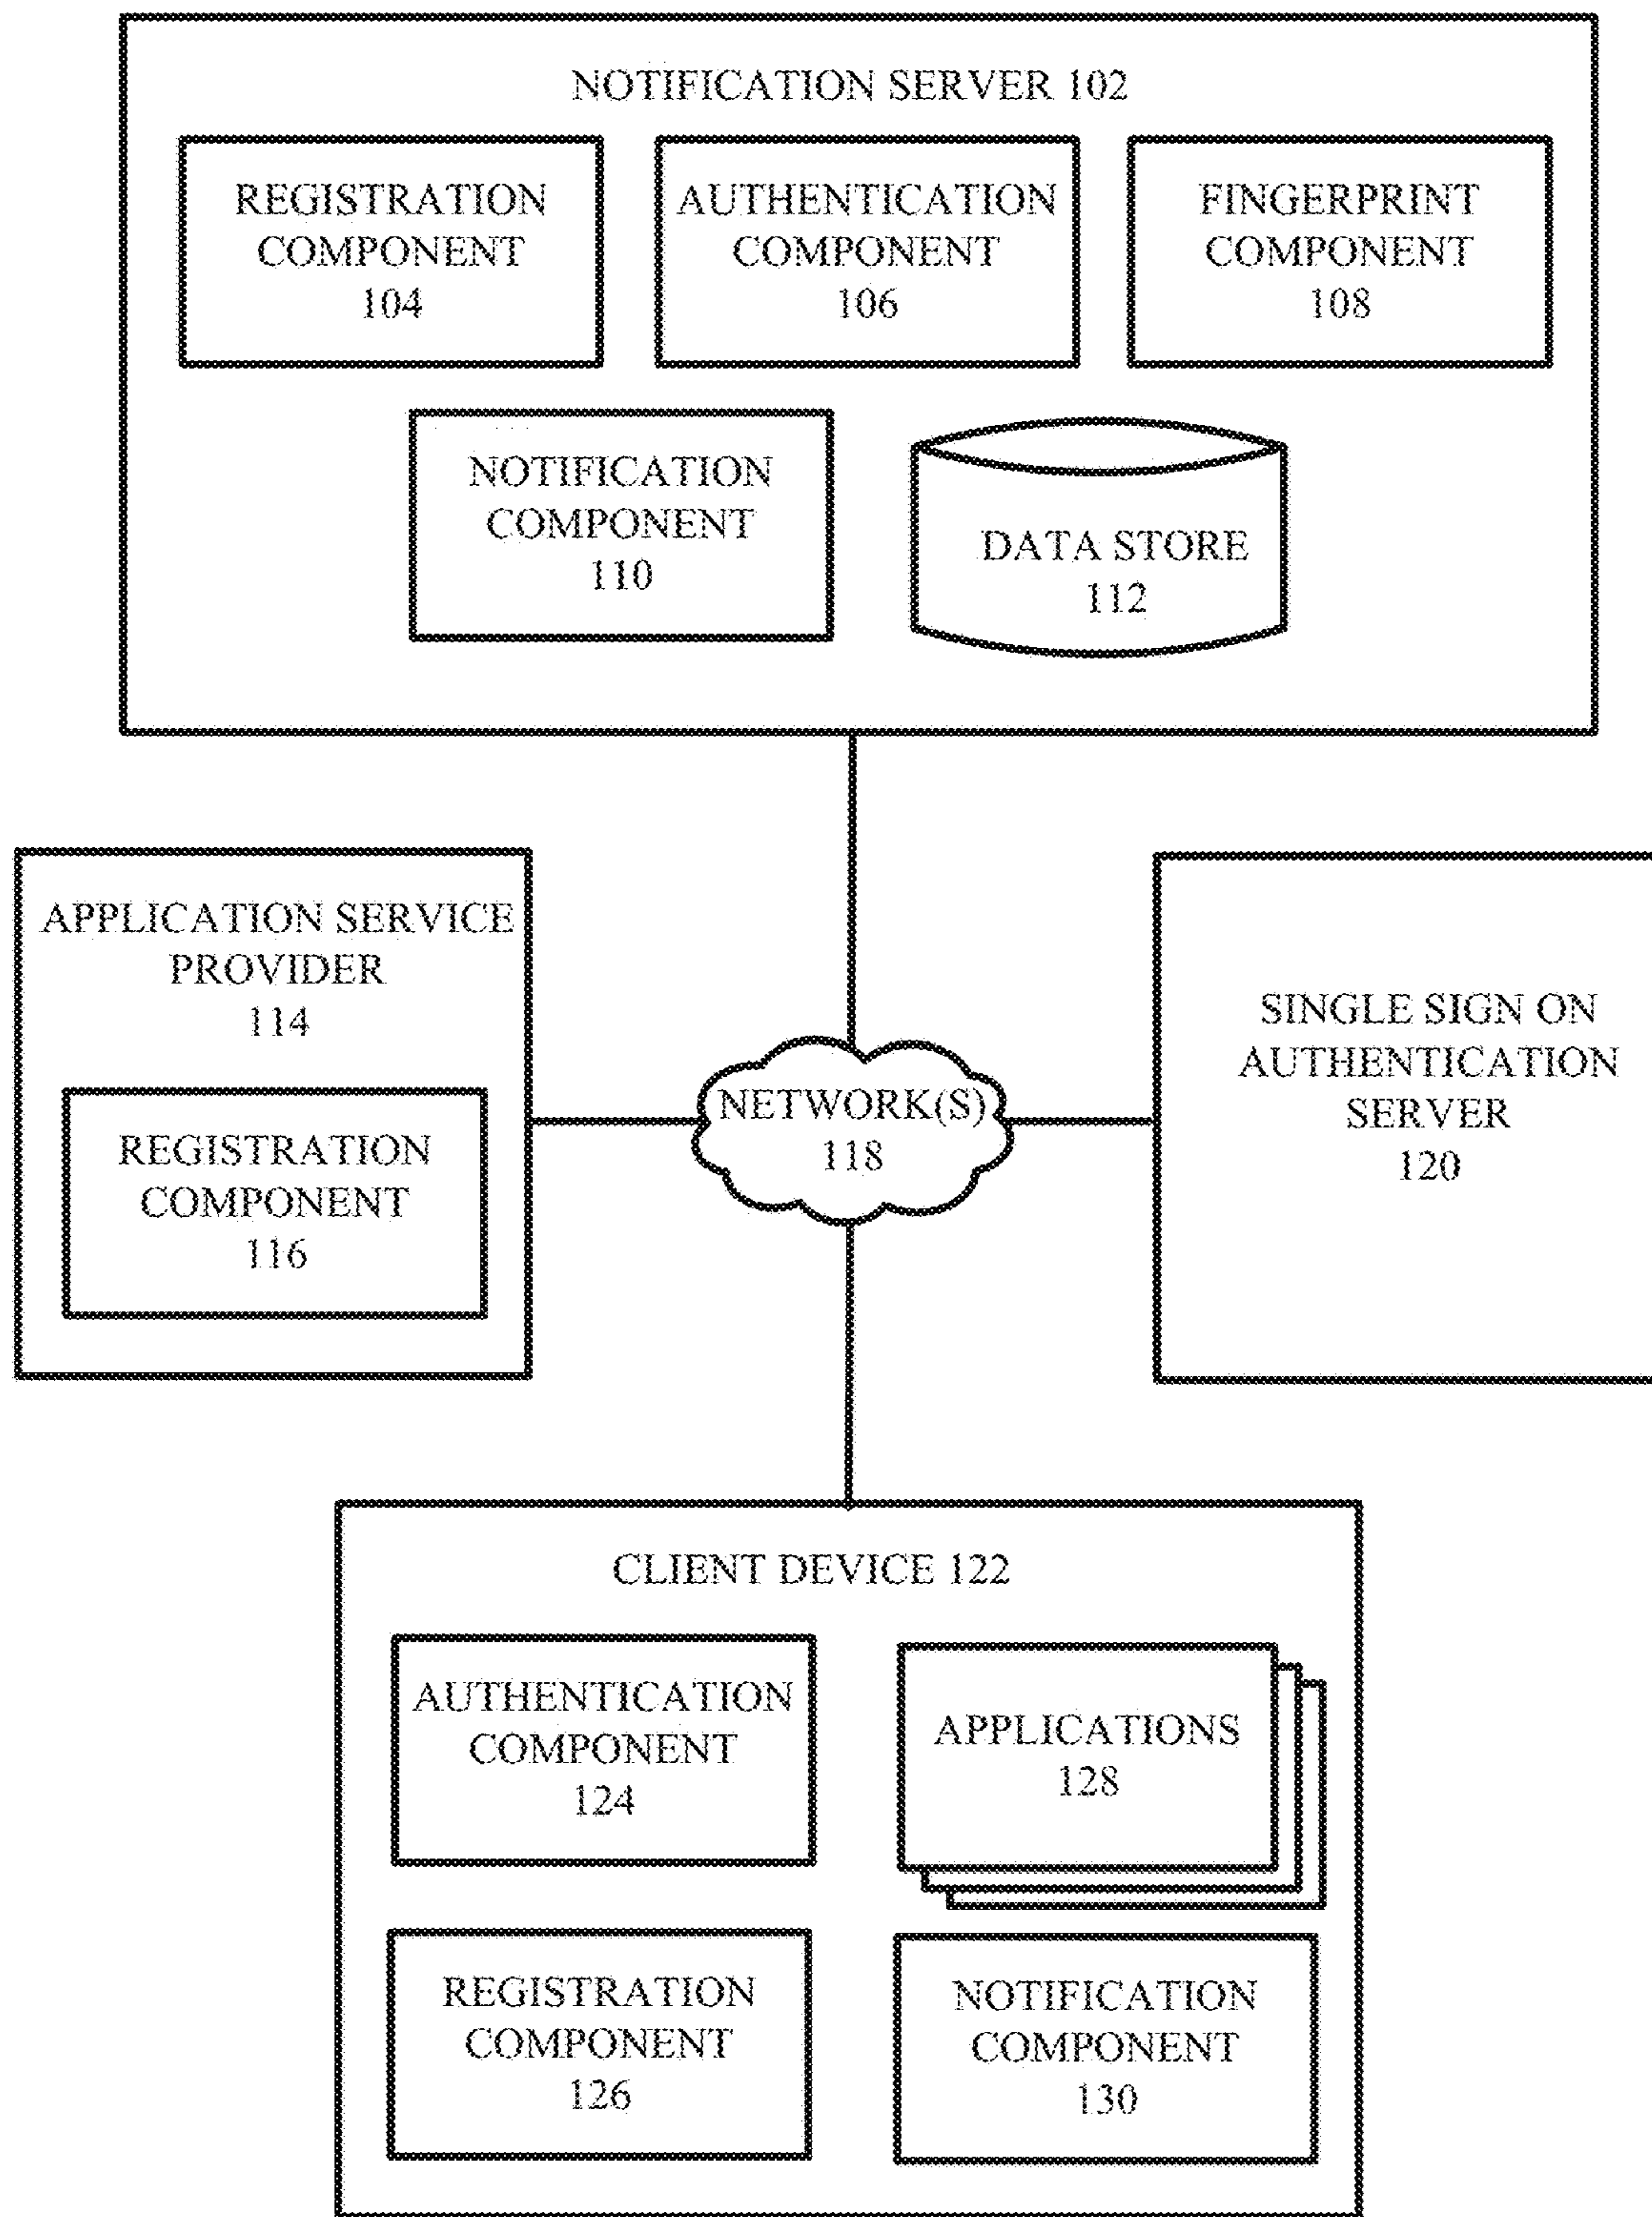 NOTIFICATION SERVER 102
REGISTRATION
COMPONENT
104
AUTHENTICATION
COMPONENT
106
FINGERPRINT
COMPONENT
108
NOTIFICATION
COMPONENT
110
DATA STORE
112
APPLICATION SERVICE
PROVIDER
114
REGISTRATION
COMPONENT
116
NETWORK(S)
118
SINGLE SIGN ON
AUTHENTICATION
SERVER
120
CLIENT DEVICE 122
AUTHENTICATION
COMPONENT
124
APPLICATIONS
128
REGISTRATION
COMPONENT
126
NOTIFICATION
COMPONENT
130